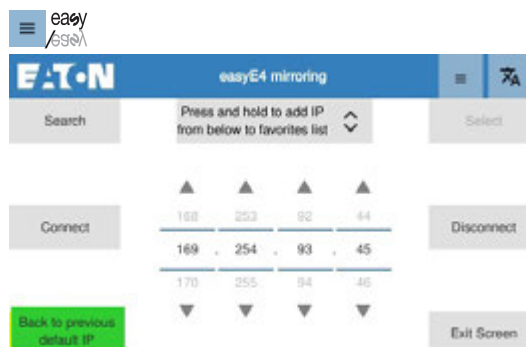 easy
easy
EATON
easyE4 mirroring
Search
Press and hold to add IP
from below to favorites list
Select
168 253 92 44
Connect
169 . 254 . 93 . 45
Disconnect
170 255 94 46
Back to previous
default IP
Exit Screen